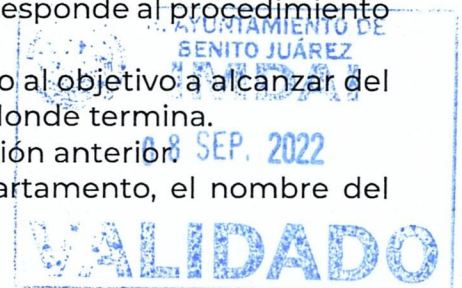 esponde al procedimiento
AYUNTAMIENTO DE
BENITO JUÁREZ
o al objetivo a alcanzar del
IMDAI
donde termina.
ión anterior.
08 SEP. 2022
artamento, el nombre del
VALIDADO